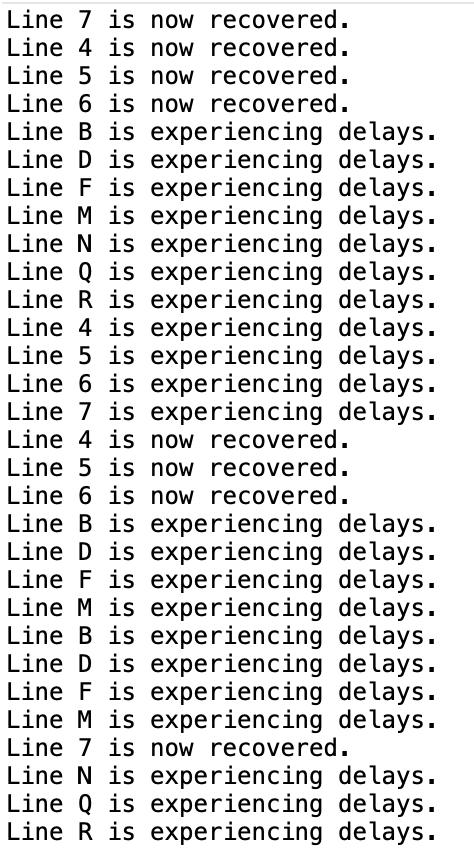 Line 7 is now recovered.
Line 4 is now recovered.
Line 5 is now recovered.
Line 6 is now recovered.
Line B is experiencing delays.
Line D is experiencing delays.
Line F is experiencing delays.
Line M is experiencing delays.
Line N is experiencing delays.
Line Q is experiencing delays.
Line R is experiencing delays.
Line 4 is experiencing delays.
Line 5 is experiencing delays.
Line 6 is experiencing delays.
Line 7 is experiencing delays.
Line 4 is now recovered.
Line 5 is now recovered.
Line 6 is now recovered.
Line B is experiencing delays.
Line D is experiencing delays.
Line F is experiencing delays.
Line M is experiencing delays.
Line B is experiencing delays.
Line D is experiencing delays.
Line F is experiencing delays.
Line M is experiencing delays.
Line 7 is now recovered.
Line N is experiencing delays.
Line Q is experiencing delays.
Line R is experiencing delays.